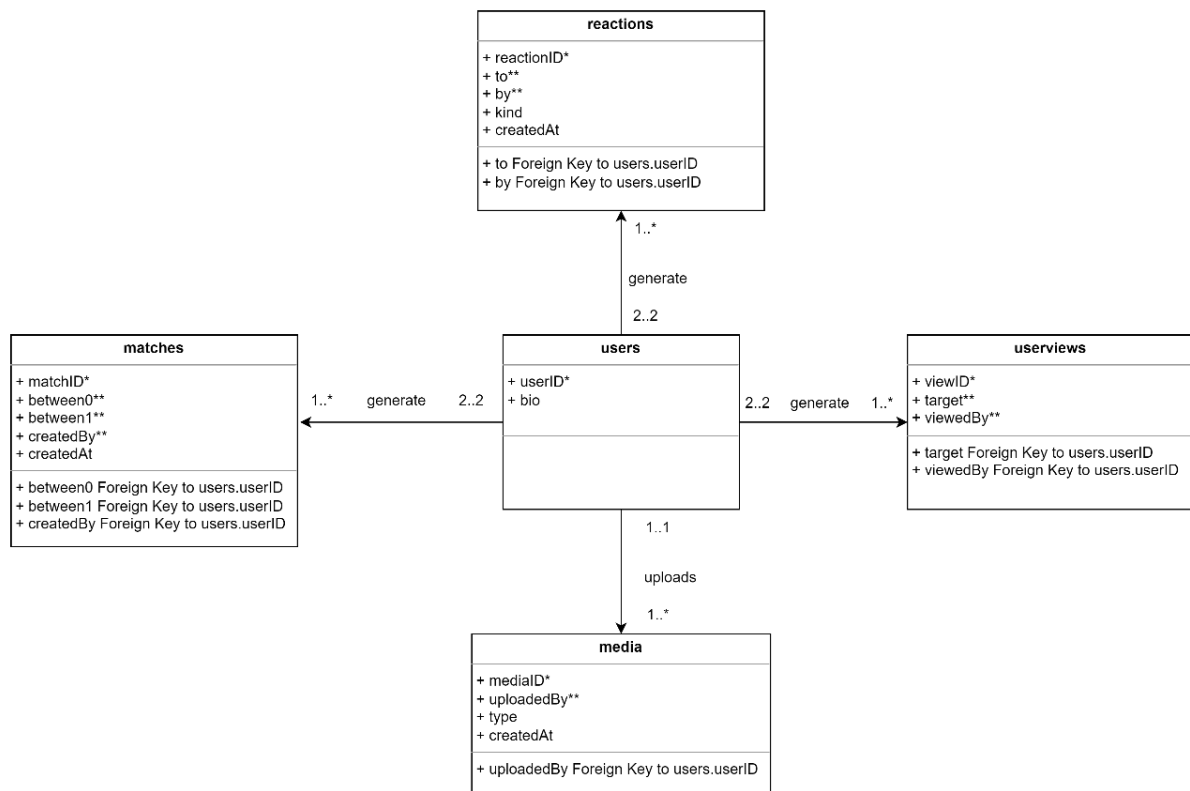 reactions
+ reactionID*
+ to**
+ by**
+ kind
+ createdAt
+ to Foreign Key to users.userID
+ by Foreign Key to users.userID
1..*
generate
2..2
matches
+ matchID*
+ between0**
+ between1**
+ createdBy**
+ createdAt
+ between0 Foreign Key to users.userID
+ between1 Foreign Key to users.userID
+ createdBy Foreign Key to users.userID
1..* generate 2..2
users
+ userID*
+ bio
2..2 generate 1..*
userviews
+ viewID*
+ target**
+ viewedBy**
+ target Foreign Key to users.userID
+ viewedBy Foreign Key to users.userID
1..1
uploads
1..*
media
+ mediaID*
+ uploadedBy**
+ type
+ createdAt
+ uploadedBy Foreign Key to users.userID